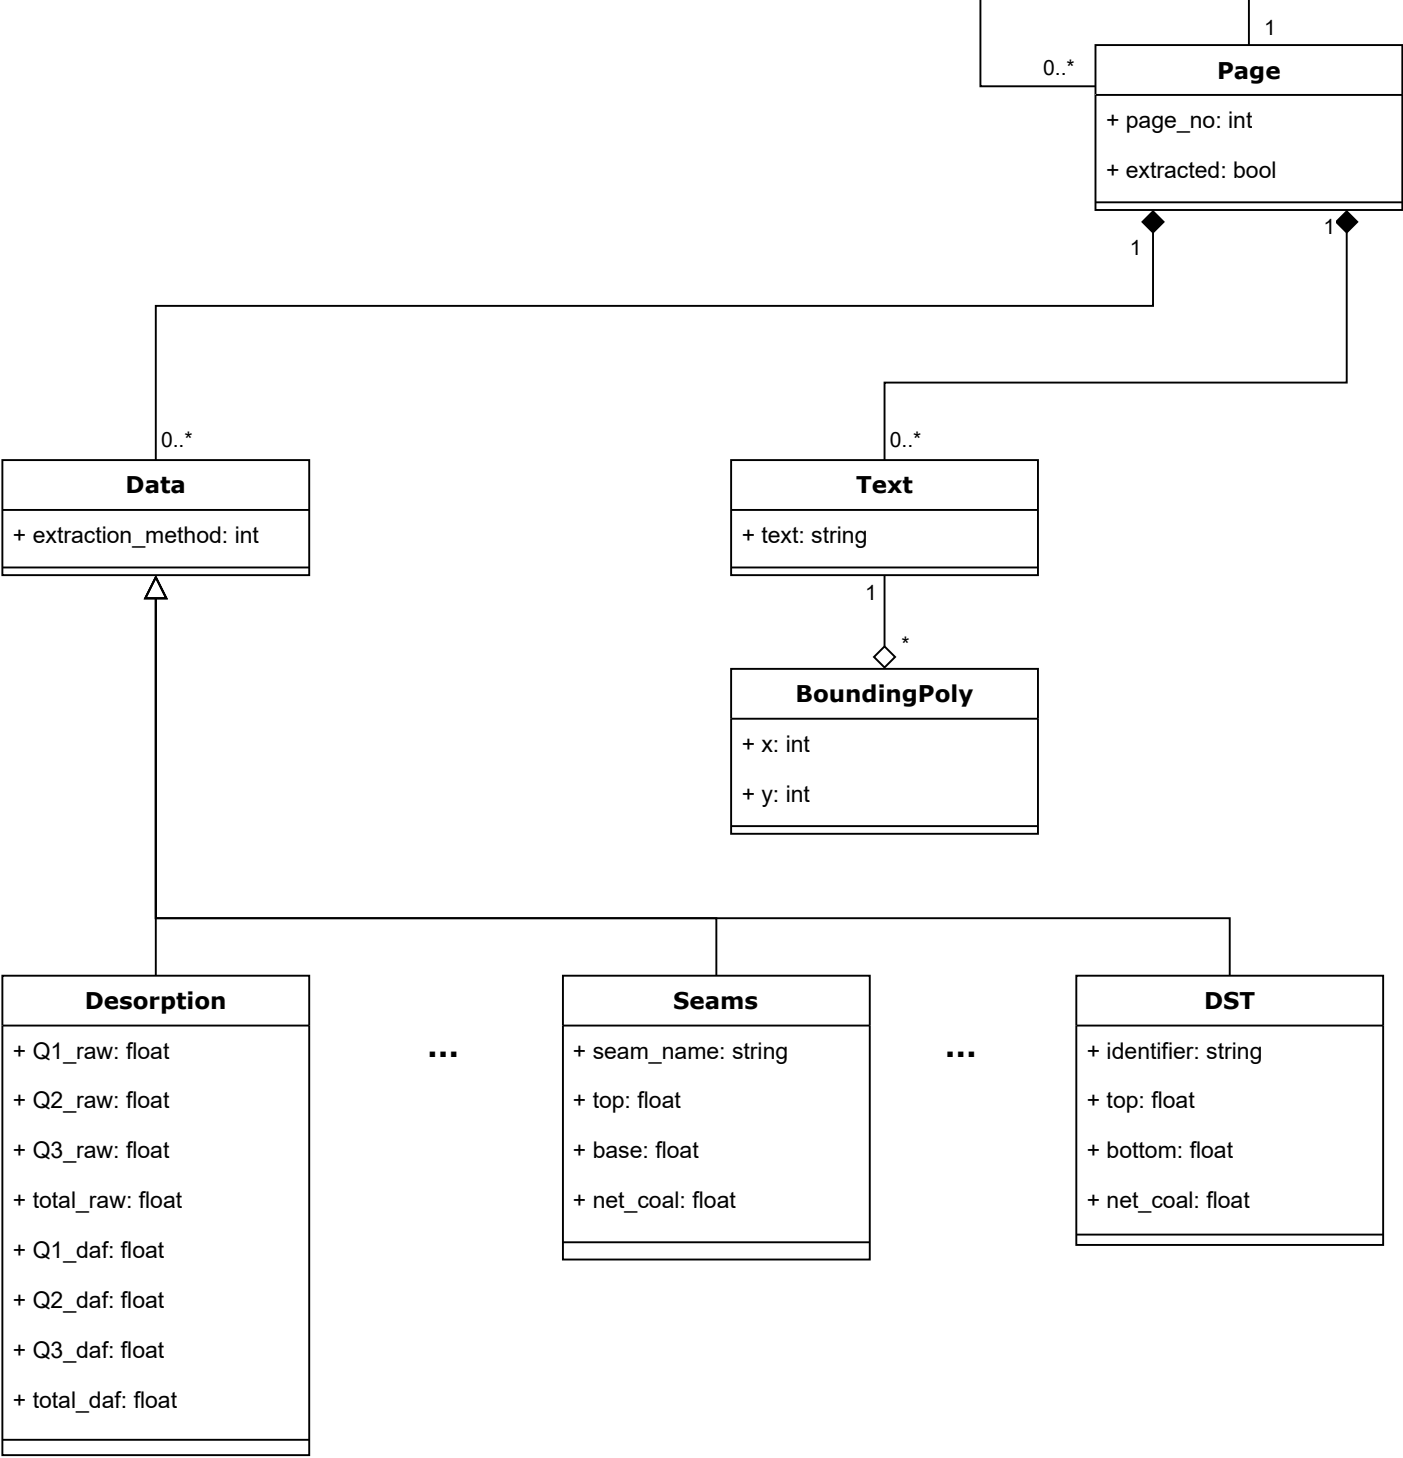 1
0..*
Page
+ page_no: int
+ extracted: bool
1
1
0..*
0..*
Data
+ extraction_method: int
Text
+ text: string
1
*
BoundingPoly
+ x: int
+ y: int
Desorption
+ Q1_raw: float
+ Q2_raw: float
+ Q3_raw: float
+ total_raw: float
+ Q1_daf: float
+ Q2_daf: float
+ Q3_daf: float
+ total_daf: float
...
Seams
+ seam_name: string
+ top: float
+ base: float
+ net_coal: float
...
DST
+ identifier: string
+ top: float
+ bottom: float
+ net_coal: float